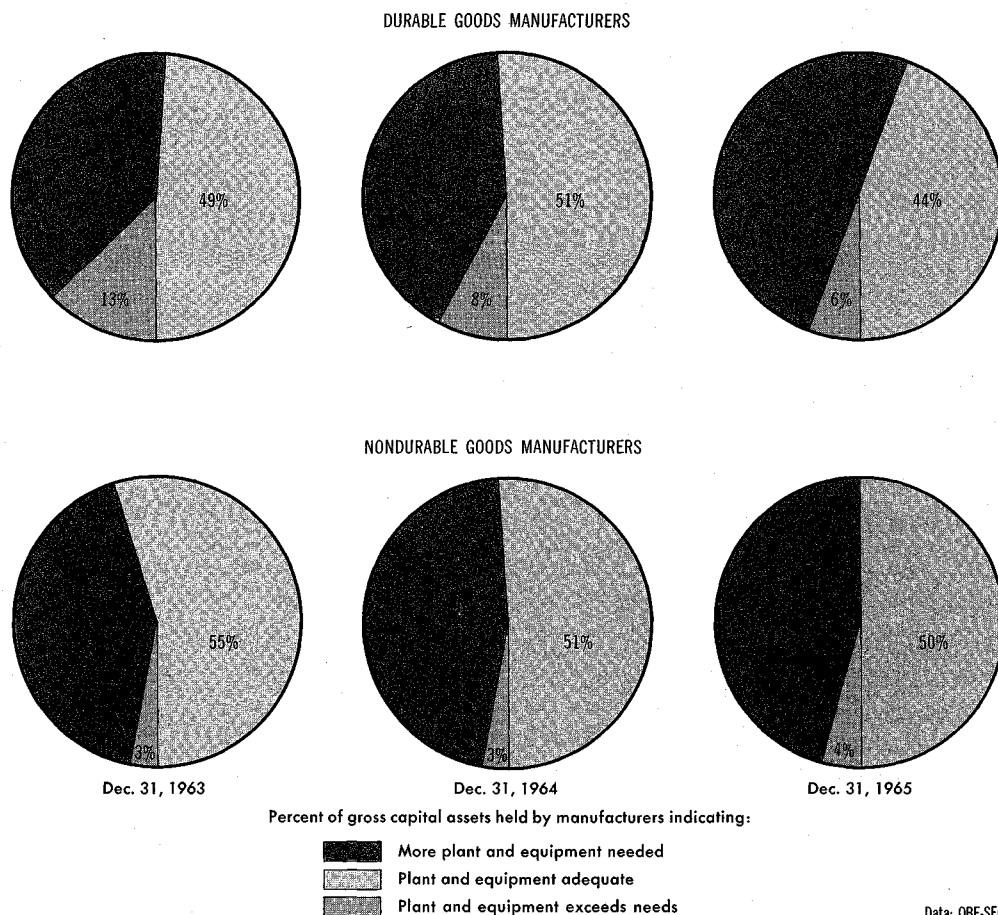 DURABLE GOODS MANUFACTURERS
49%
51%
44%
13%
8%
6%
NONDURABLE GOODS MANUFACTURERS
55%
51%
50%
3%
3%
4%
Dec. 31, 1963
Dec. 31, 1964
Dec. 31, 1965
Percent of gross capital assets held by manufacturers indicating:
More plant and equipment needed
Plant and equipment adequate
Plant and equipment exceeds needs
Data: